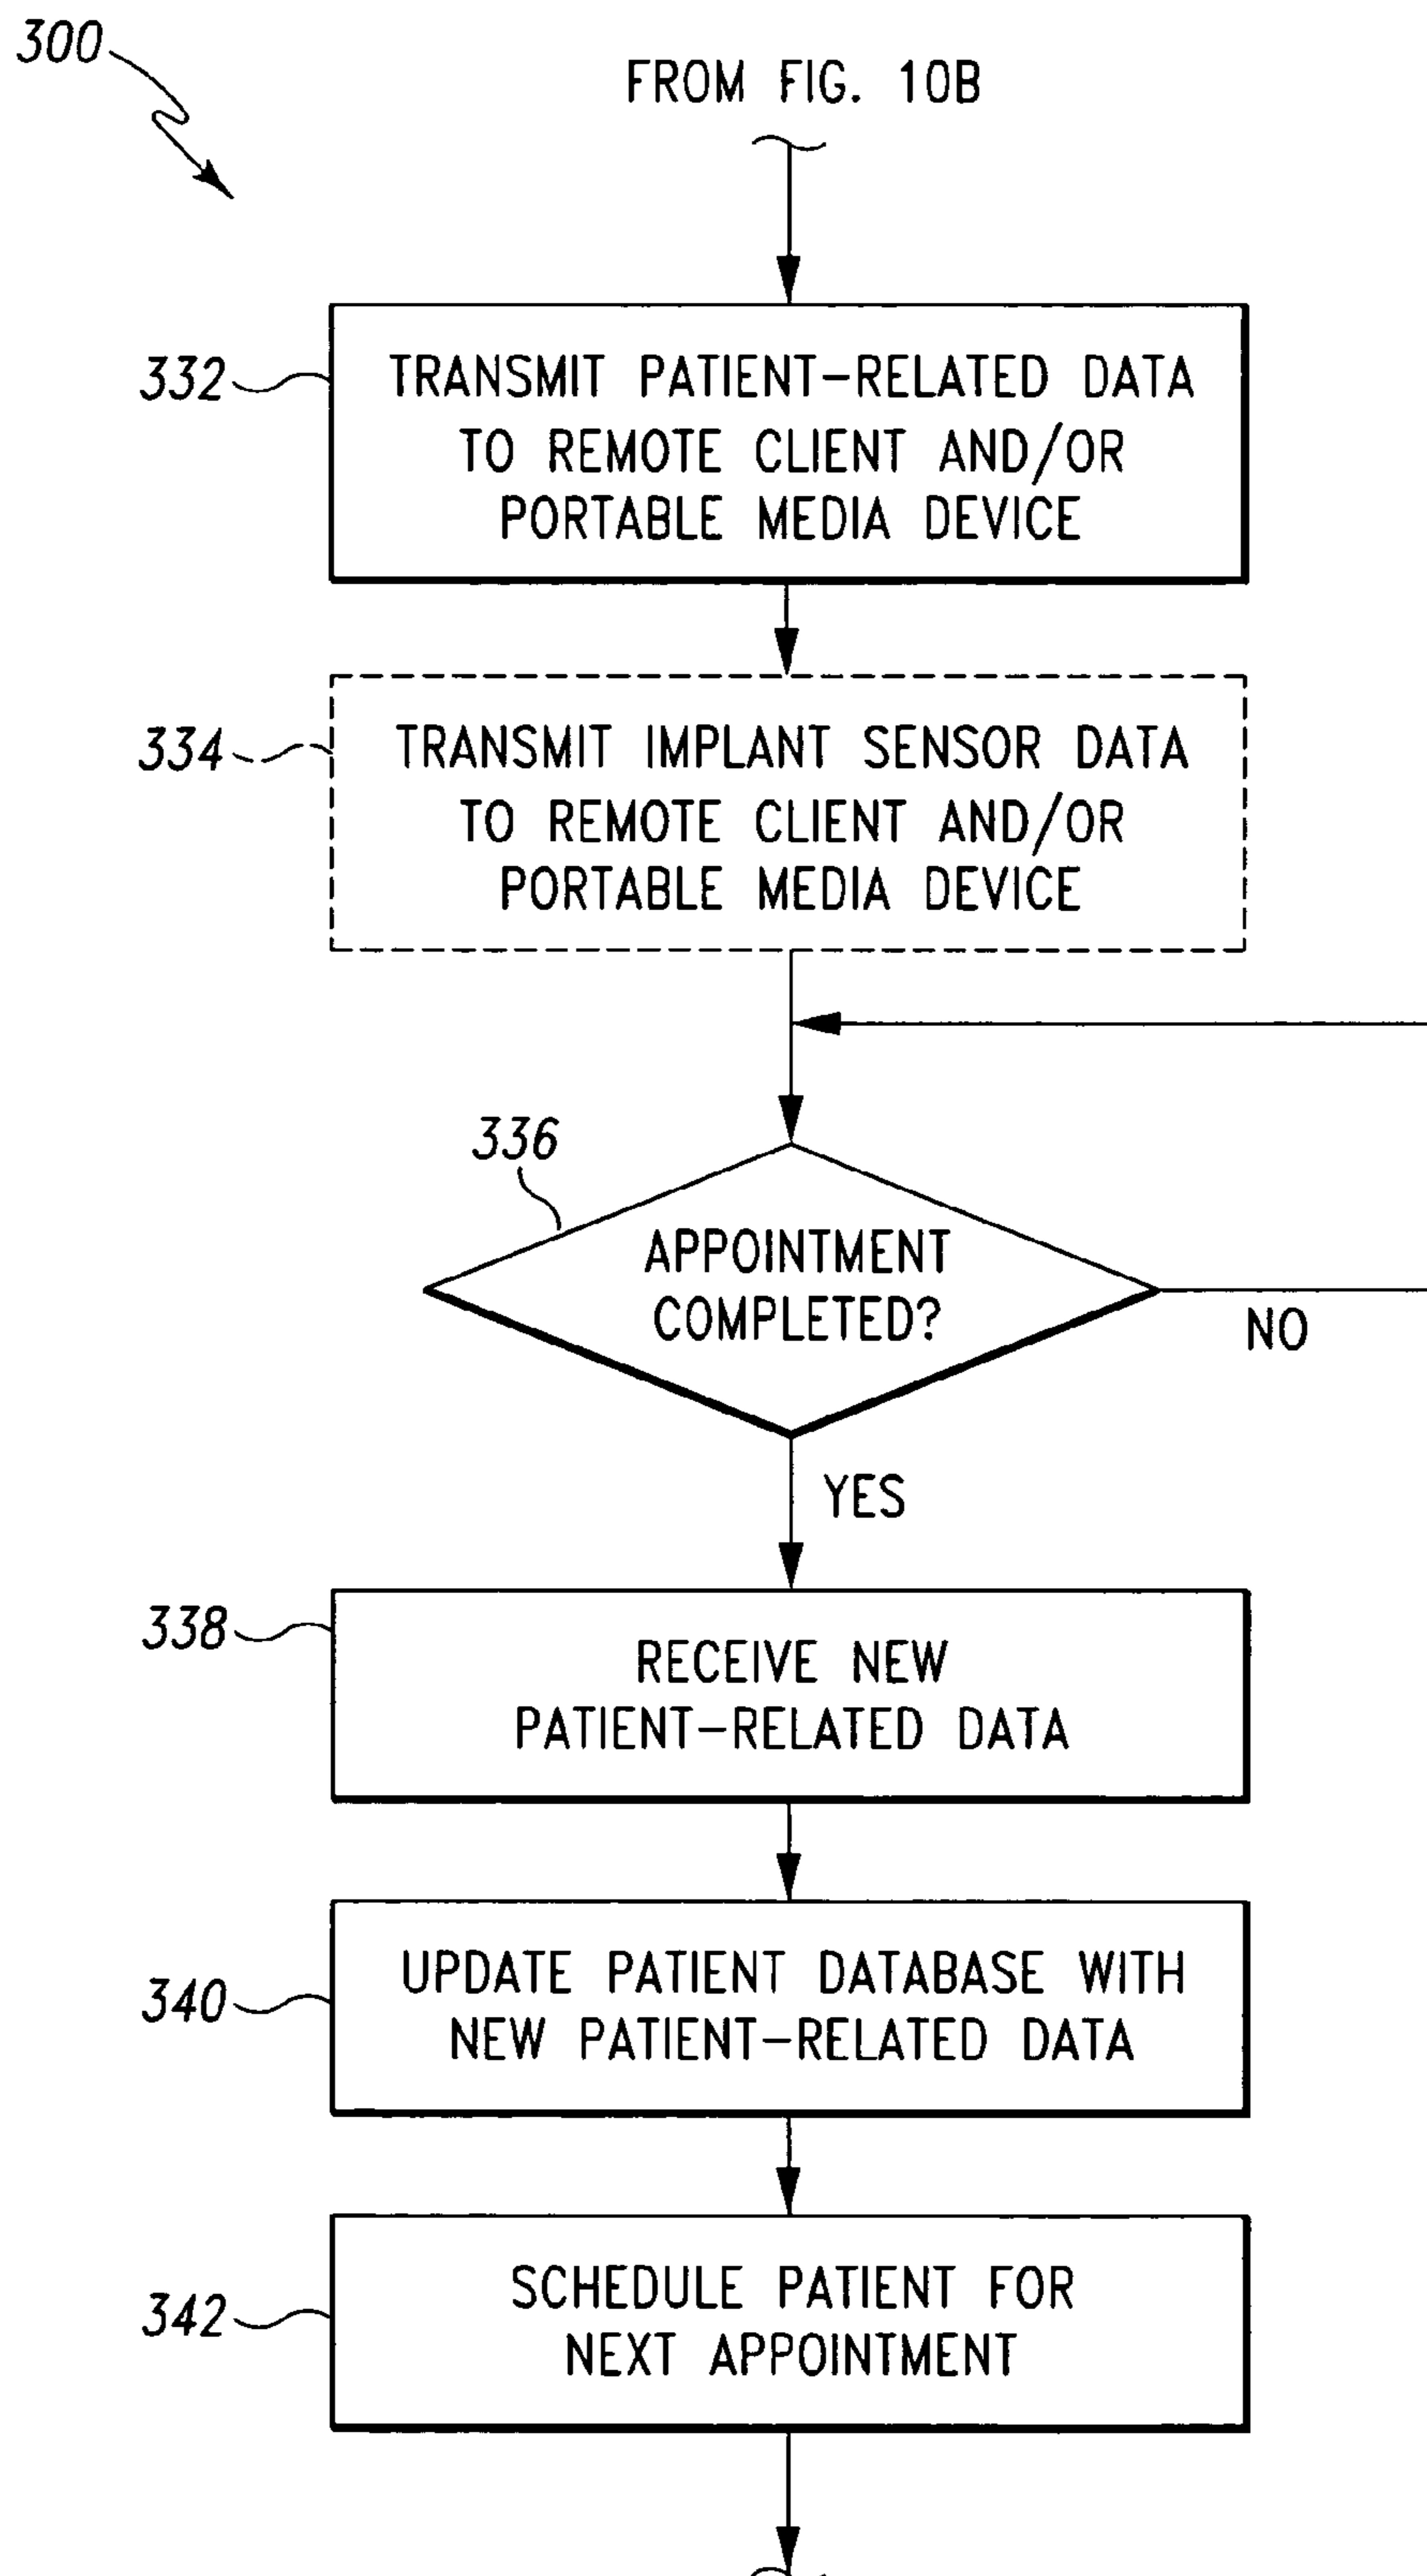 300
FROM FIG. 10B
332
TRANSMIT PATIENT-RELATED DATA
TO REMOTE CLIENT AND/OR
PORTABLE MEDIA DEVICE
334
TRANSMIT IMPLANT SENSOR DATA
TO REMOTE CLIENT AND/OR
PORTABLE MEDIA DEVICE
336
APPOINTMENT
COMPLETED?
NO
YES
338
RECEIVE NEW
PATIENT-RELATED DATA
340
UPDATE PATIENT DATABASE WITH
NEW PATIENT-RELATED DATA
342
SCHEDULE PATIENT FOR
NEXT APPOINTMENT